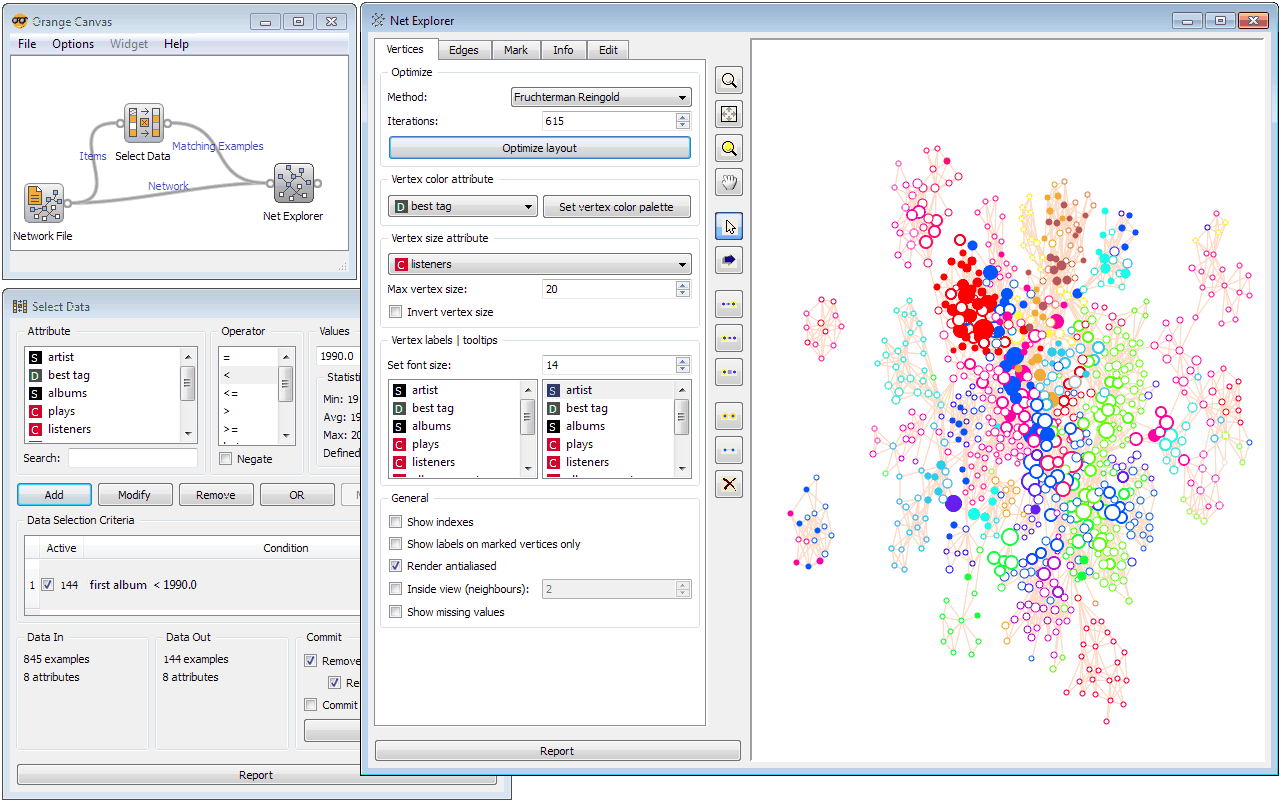 Orange Canvas
File Options Widget Help
Items
Select Data
Matching Examples
Network
Network File
Net Explorer
Select Data
Attribute
Operator
Values
S artist
D best tag
S albums
C plays
C listeners
=
<
<=
>
>=
1990.0
Statisti
Min: 19
Avg: 19
Max: 20
Defined
Search:
Negate
Add
Modify
Remove
OR
Data Selection Criteria
Active
Condition
1 144 first album < 1990.0
Data In
845 examples
8 attributes
Data Out
144 examples
8 attributes
Commit
Remove
Re
Commit
Report
Net Explorer
Vertices Edges Mark Info Edit
Optimize
Method: Fruchterman Reingold
Iterations: 615
Optimize layout
Vertex color attribute
D best tag
Set vertex color palette
Vertex size attribute
C listeners
Max vertex size: 20
Invert vertex size
Vertex labels | tooltips
Set font size: 14
S artist
D best tag
S albums
C plays
C listeners
S artist
D best tag
S albums
C plays
C listeners
General
Show indexes
Show labels on marked vertices only
Render antialiased
Inside view (neighbours): 2
Show missing values
Report